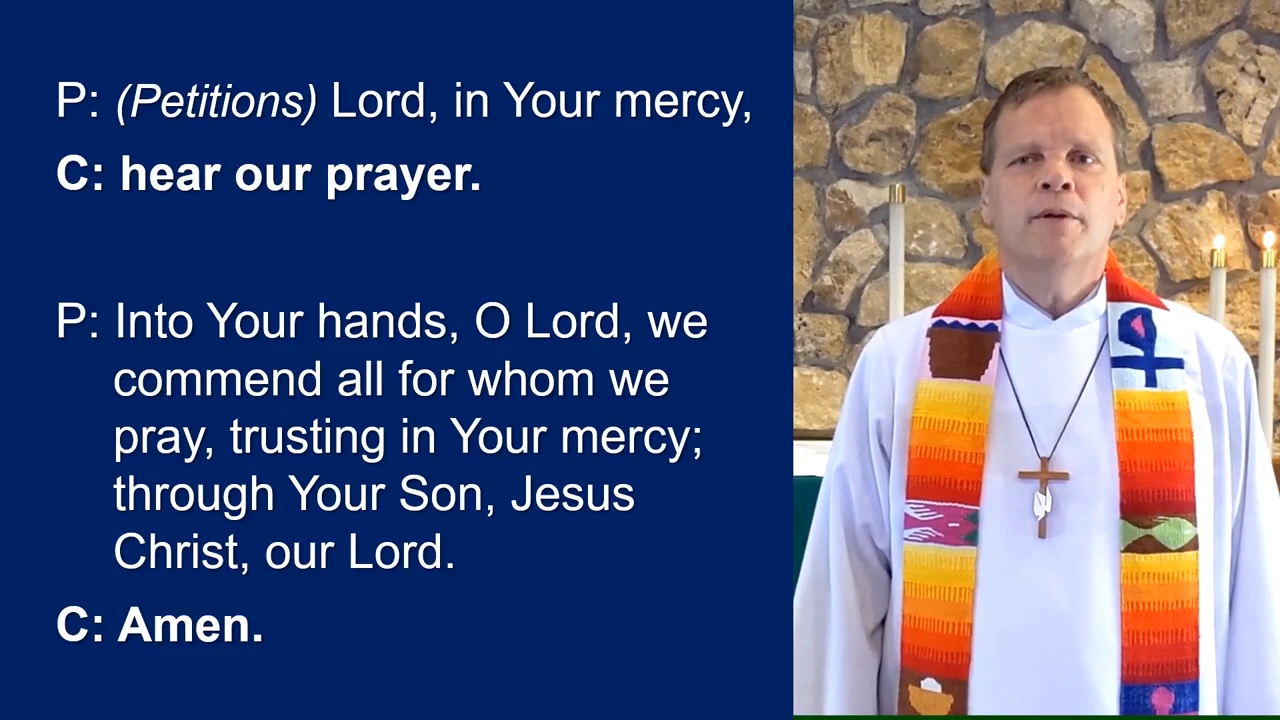 P: (Petitions) Lord, in Your mercy,
C: hear our prayer.
P: Into Your hands, O Lord, we
commend all for whom we
pray, trusting in Your mercy;
through Your Son, Jesus
Christ, our Lord.
C: Amen.